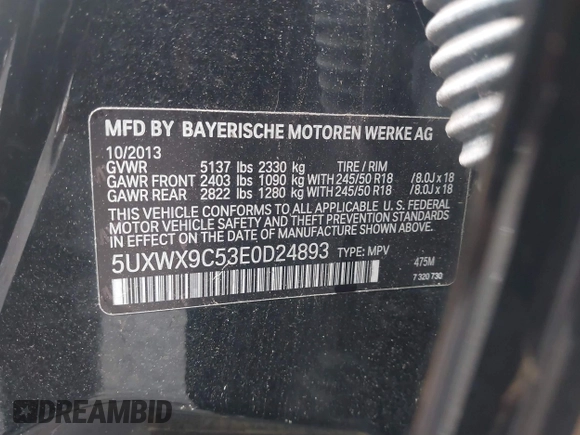 MFD BY BAYERISCHE MOTOREN WERKE AG
10/2013
GVWR 5137 lbs 2330 kg TIRE / RIM
GAWR FRONT 2403 lbs 1090 kg WITH 245/50 R18 /8.0J x 18
GAWR REAR 2822 lbs 1280 kg WITH 245/50 R18 /8.0J x 18
THIS VEHICLE CONFORMS TO ALL APPLICABLE U. S. FEDERAL
MOTOR VEHICLE SAFETY, BUMPER, AND THEFT PREVENTION
STANDARDS IN EFFECT ON THE DATE OF MANUFACTURE SHOWN ABOVE.
5UXWX9C53E0D24893 TYPE: MPV 475M
7 320 730
DREAMBID